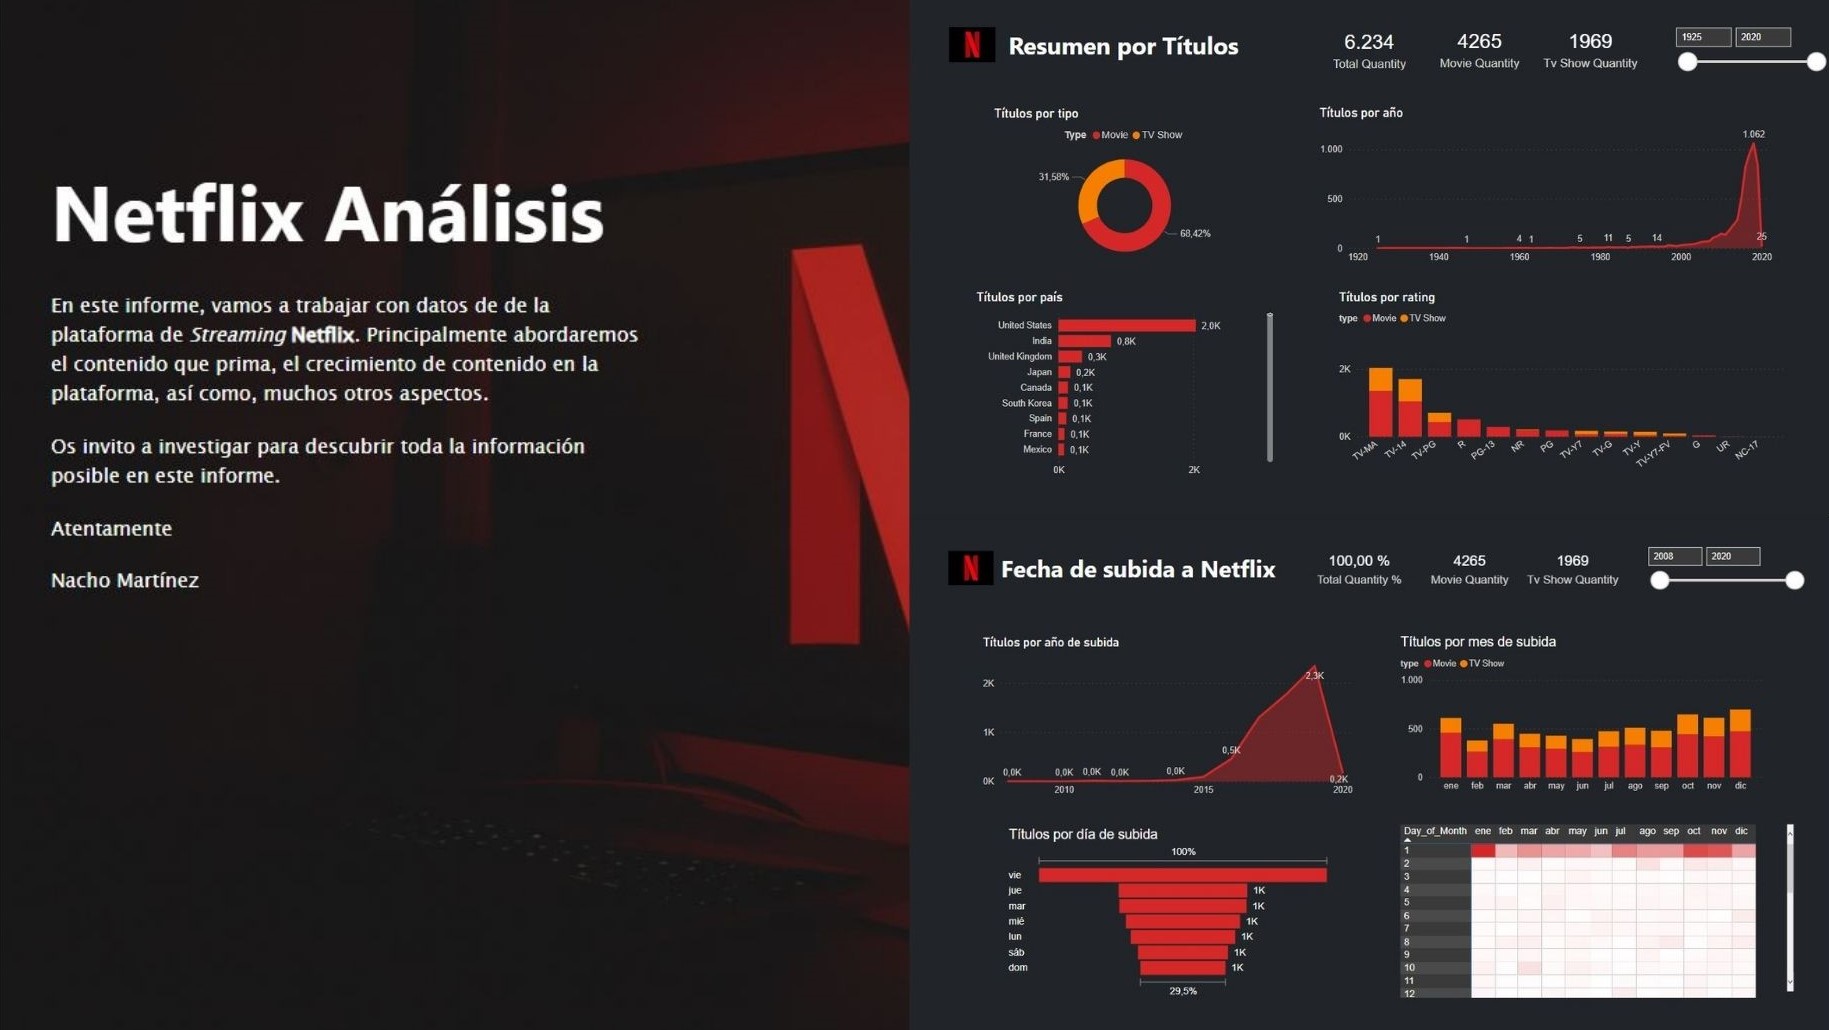 Netflix Análisis
En este informe, vamos a trabajar con datos de de la
plataforma de Streaming Netflix. Principalmente abordaremos
el contenido que prima, el crecimiento de contenido en la
plataforma, así como, muchos otros aspectos.
Os invito a investigar para descubrir toda la información
posible en este informe.
Atentamente
Nacho Martínez
N
Resumen por Títulos
6.234
Total Quantity
4265
Movie Quantity
1969
Tv Show Quantity
1925 2020
Títulos por tipo
Type Movie TV Show
31,58%
68,42%
Títulos por año
1.062
1.000
500
0
1 1 4 1 5 11 5 14 25
1920 1940 1960 1980 2000 2020
Títulos por país
United States 2,0K
India 0,8K
United Kingdom 0,3K
Japan 0,2K
Canada 0,1K
South Korea 0,1K
Spain 0,1K
France 0,1K
Mexico 0,1K
0K 2K
Títulos por rating
type Movie TV Show
2K
0K
TV-MA TV-14 TV-PG R PG-13 NR PG TV-Y7 TV-G TV-Y TV-Y7-FV G UR NC-17
N
Fecha de subida a Netflix
100,00 %
Total Quantity %
4265
Movie Quantity
1969
Tv Show Quantity
2008 2020
Títulos por año de subida
2K
1K
0K
0,0K 0,0K 0,0K 0,0K 0,0K 0,5K 2,3K 0,2K
2010 2015 2020
Títulos por mes de subida
type Movie TV Show
1.000
500
0
ene feb mar abr may jun jul ago sep oct nov dic
Títulos por día de subida
100%
vie
jue 1K
mar 1K
mié 1K
lun 1K
sáb 1K
dom 1K
29,5%
Day_of_Month ene feb mar abr may jun jul ago sep oct nov dic
1
2
3
4
5
6
7
8
9
10
11
12